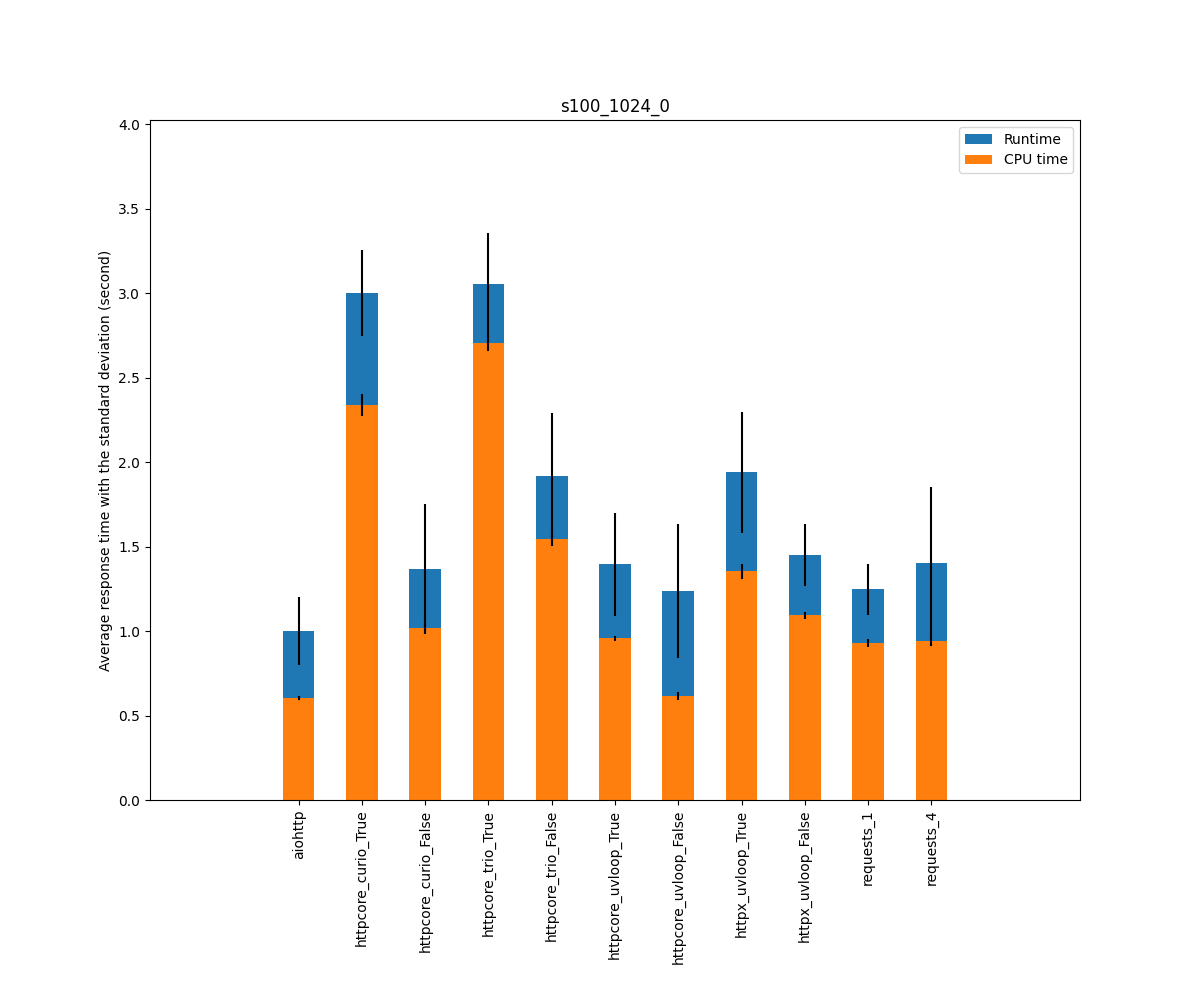 s100_1024_0
Runtime
CPU time
4.0
3.5
3.0
2.5
2.0
1.5
1.0
0.5
0.0
Average response time with the standard deviation (second)
aiohttp
httpcore_curio_True
httpcore_curio_False
httpcore_trio_True
httpcore_trio_False
httpcore_uvloop_True
httpcore_uvloop_False
httpx_uvloop_True
httpx_uvloop_False
requests_1
requests_4